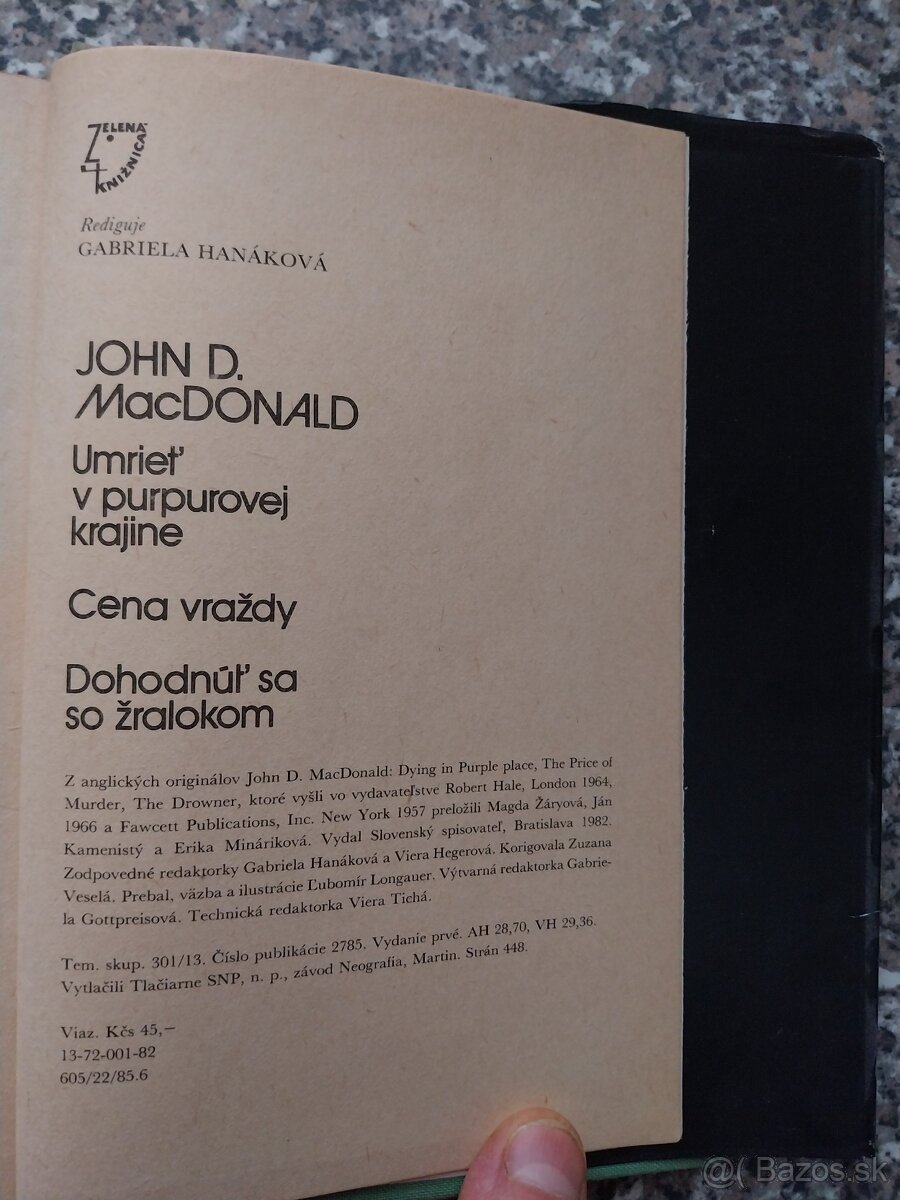 ZELENÁ
KNIŽNICA
Rediguje
GABRIELA HANÁKOVÁ
JOHN D.
MacDONALD
Umrieť
v purpurovej
krajine
Cena vraždy
Dohodnúť sa
so žralokom
Z anglických originálov John D. MacDonald: Dying in Purple place, The Price of
Murder, The Drowner, ktoré vyšli vo vydavateľstve Robert Hale, London 1964,
1966 a Fawcett Publications, Inc. New York 1957 preložili Magda Žáryová, Ján
Kamenistý a Erika Mináriková. Vydal Slovenský spisovateľ, Bratislava 1982.
Zodpovedné redaktorky Gabriela Hanáková a Viera Hegerová. Korigovala Zuzana
Veselá. Prebal, väzba a ilustrácie Ľubomír Longauer. Výtvarná redaktorka Gabrie-
la Gottpreisová. Technická redaktorka Viera Tichá.
Tem. skup. 301/13. Číslo publikácie 2785. Vydanie prvé. AH 28,70, VH 29,36.
Vytlačili Tlačiarne SNP, n. p., závod Neografia, Martin. Strán 448.
Viaz. Kčs 45,—
13-72-001-82
605/22/85.6
@( Bazos.sk